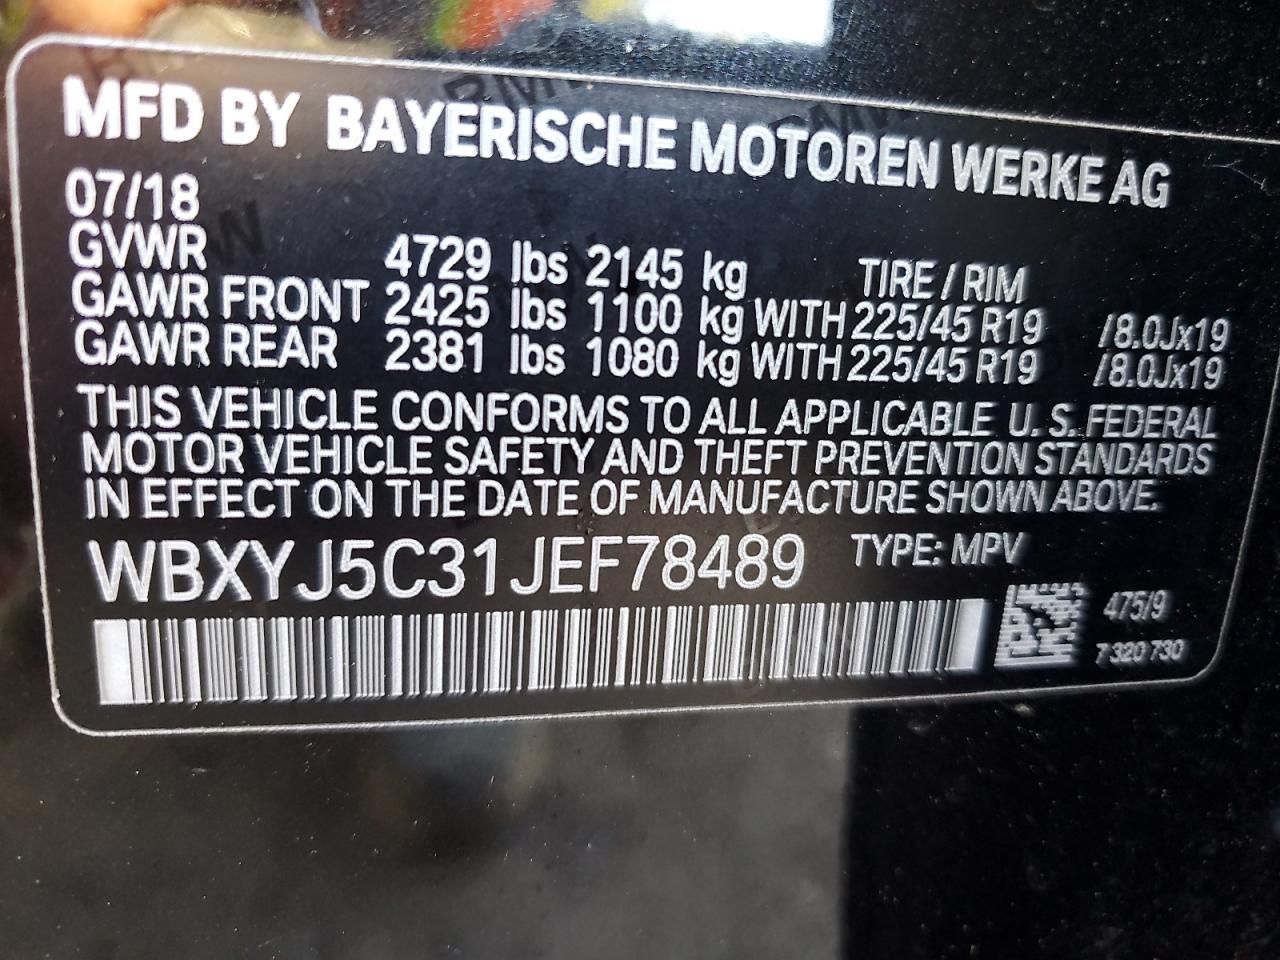 MFD BY BAYERISCHE MOTOREN WERKE AG
07/18
GVWR 4729 lbs 2145 kg TIRE / RIM
GAWR FRONT 2425 lbs 1100 kg WITH 225/45 R19 /8.0Jx19
GAWR REAR 2381 lbs 1080 kg WITH 225/45 R19 /8.0Jx19
THIS VEHICLE CONFORMS TO ALL APPLICABLE U.S. FEDERAL
MOTOR VEHICLE SAFETY AND THEFT PREVENTION STANDARDS
IN EFFECT ON THE DATE OF MANUFACTURE SHOWN ABOVE.
WBXYJ5C31JEF78489 TYPE: MPV
475/9
7 320 730